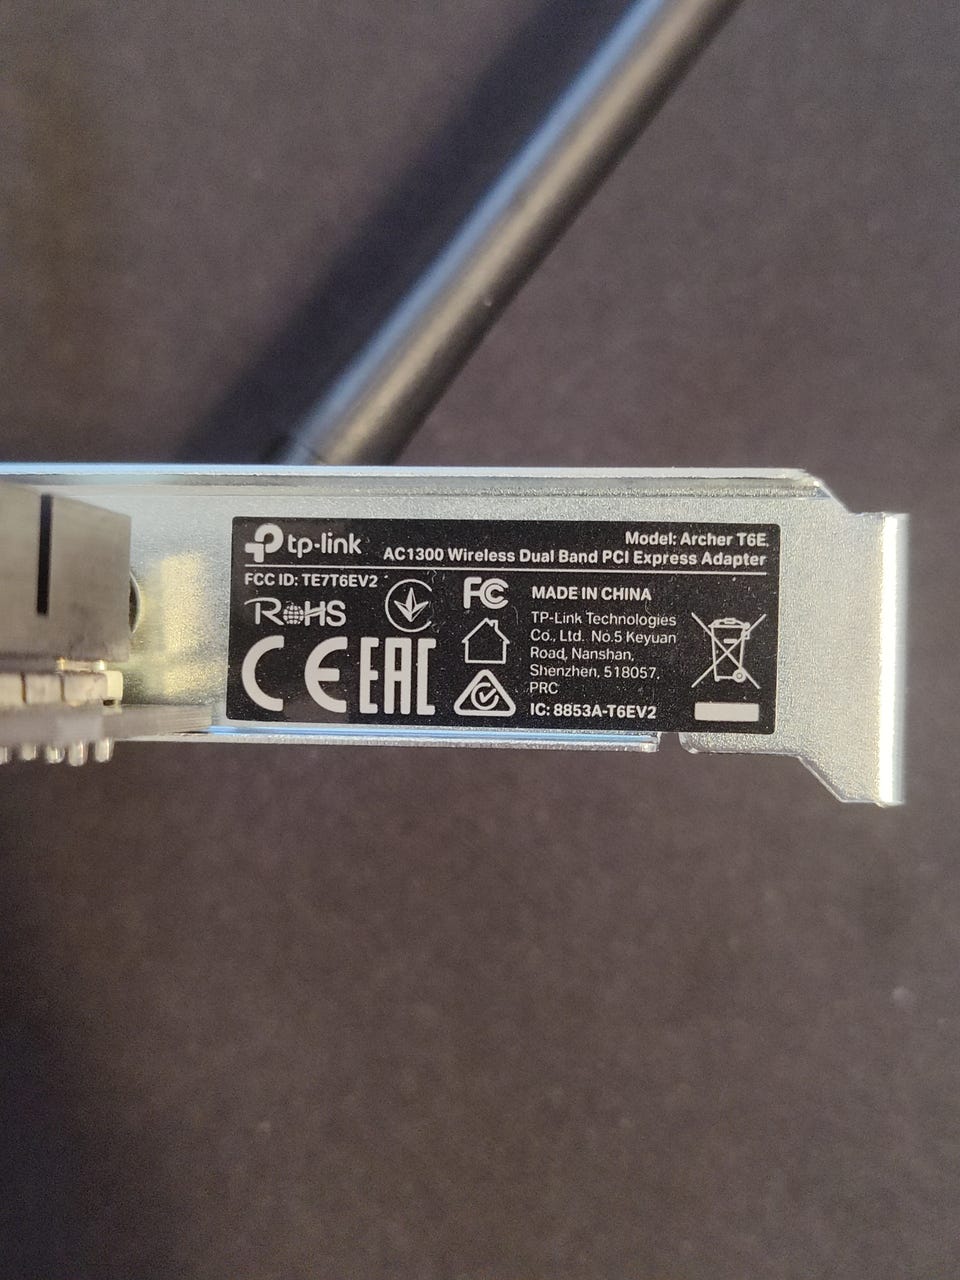 tp-link
Model: Archer T6E
AC1300 Wireless Dual Band PCI Express Adapter
FCC ID: TE7T6EV2
RoHS
FC
CE EAC
MADE IN CHINA
TP-Link Technologies
Co., Ltd. No.5 Keyuan
Road, Nanshan,
Shenzhen, 518057,
PRC
IC: 8853A-T6EV2